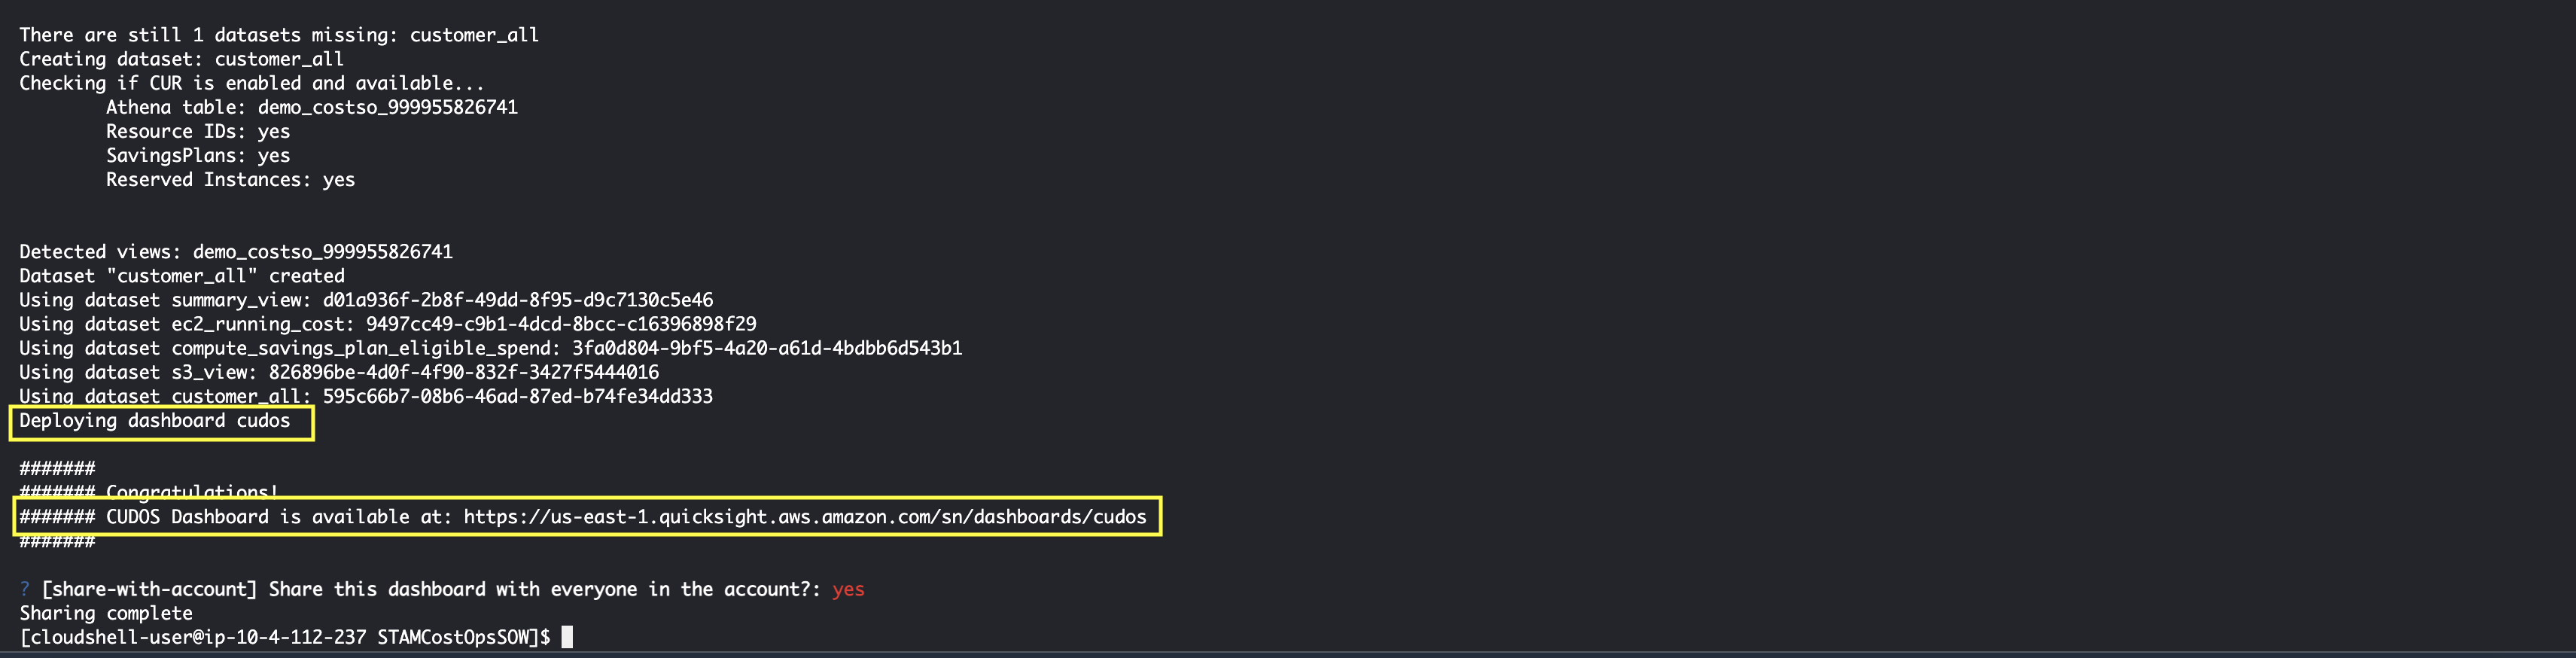 There are still 1 datasets missing: customer_all
Creating dataset: customer_all
Checking if CUR is enabled and available...
Athena table: demo_costso_999955826741
Resource IDs: yes
SavingsPlans: yes
Reserved Instances: yes
Detected views: demo_costso_999955826741
Dataset "customer_all" created
Using dataset summary_view: d01a936f-2b8f-49dd-8f95-d9c7130c5e46
Using dataset ec2_running_cost: 9497cc49-c9b1-4dcd-8bcc-c16396898f29
Using dataset compute_savings_plan_eligible_spend: 3fa0d804-9bf5-4a20-a61d-4bdbb6d543b1
Using dataset s3_view: 826896be-4d0f-4f90-832f-3427f5444016
Using dataset customer_all: 595c66b7-08b6-46ad-87ed-b74fe34dd333
Deploying dashboard cudos
#######
####### Congratulations!
####### CUDOS Dashboard is available at: https://us-east-1.quicksight.aws.amazon.com/sn/dashboards/cudos
#######
? [share-with-account] Share this dashboard with everyone in the account?: yes
Sharing complete
[cloudshell-user@ip-10-4-112-237 STAMCostOpsSOW]$